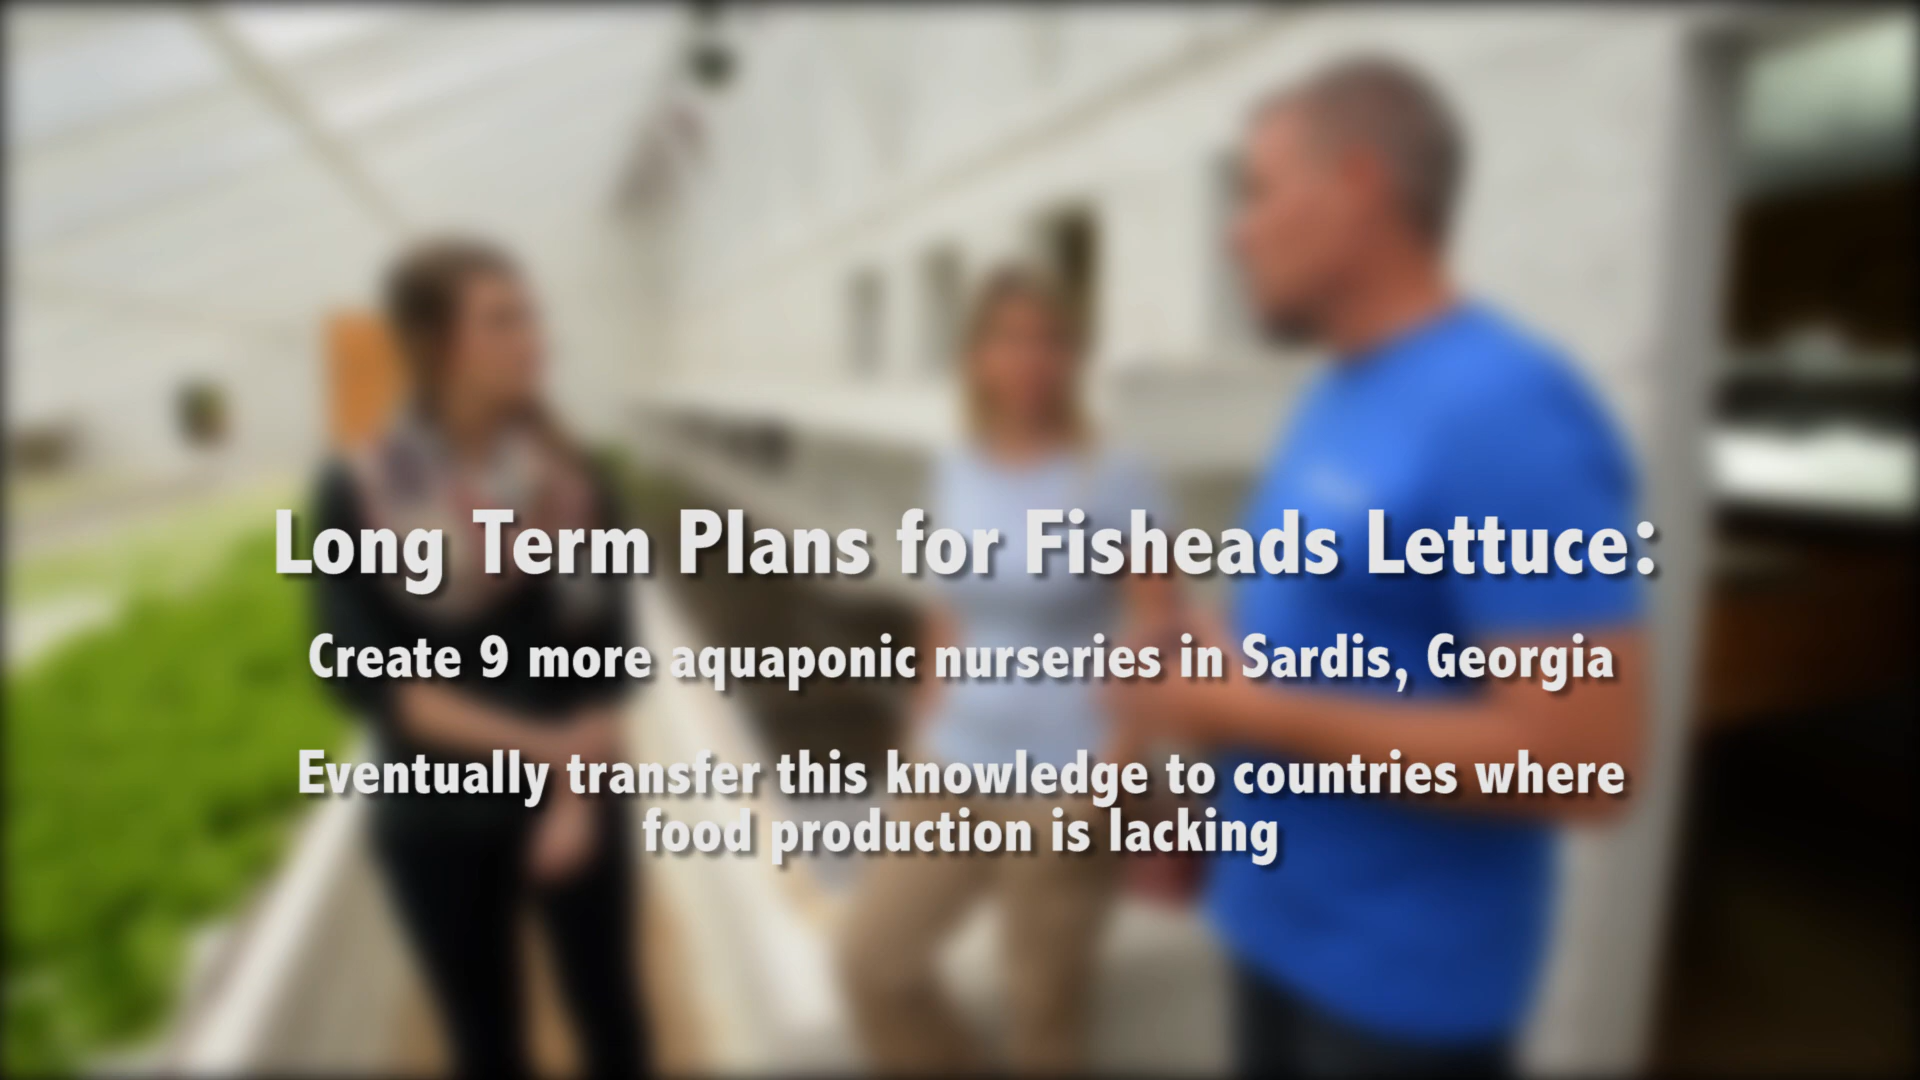 Long Term Plans for Fisheads Lettuce:
Create 9 more aquaponic nurseries in Sardis, Georgia
Eventually transfer this knowledge to countries where
food production is lacking